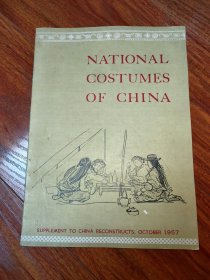 NATIONAL
COSTUMES
OF CHINA
SUPPLEMENT TO CHINA RECONSTRUCTS, OCTOBER 1957